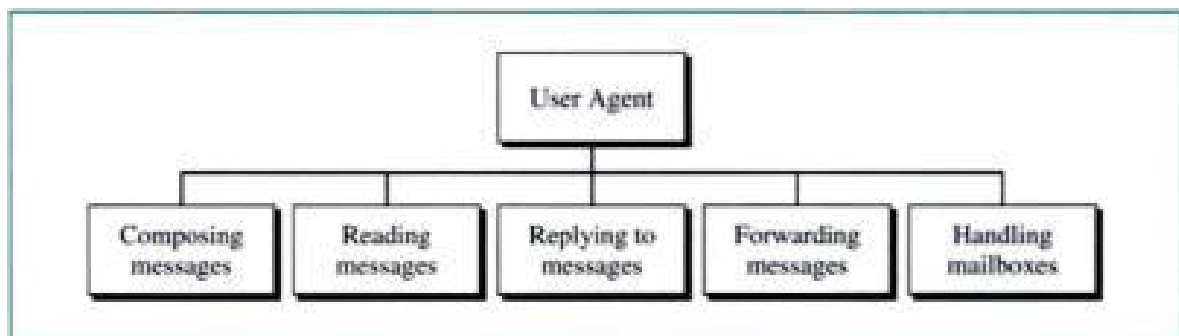 User Agent
Composing
messages
Reading
messages
Replying to
messages
Forwarding
messages
Handling
mailboxes